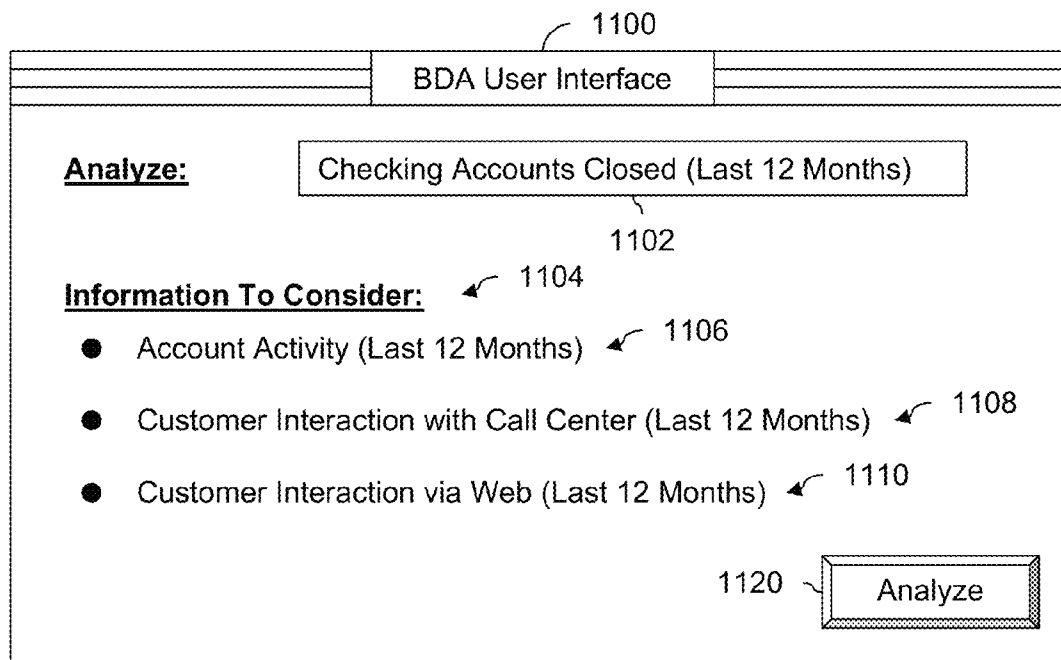 1100
BDA User Interface
Analyze: Checking Accounts Closed (Last 12 Months)
1102
Information To Consider: 1104
● Account Activity (Last 12 Months) 1106
● Customer Interaction with Call Center (Last 12 Months) 1108
● Customer Interaction via Web (Last 12 Months) 1110
1120 Analyze